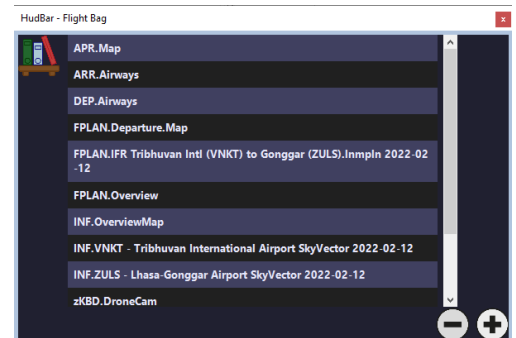 HudBar - Flight Bag
x
APR.Map
ARR.Airways
DEP.Airways
FPLAN.Departure.Map
FPLAN.IFR Tribhuvan Intl (VNKT) to Gonggar (ZULS).lnmpln 2022-02
-12
FPLAN.Overview
INF.OverviewMap
INF.VNKT - Tribhuvan International Airport SkyVector 2022-02-12
INF.ZULS - Lhasa-Gonggar Airport SkyVector 2022-02-12
zKBD.DroneCam